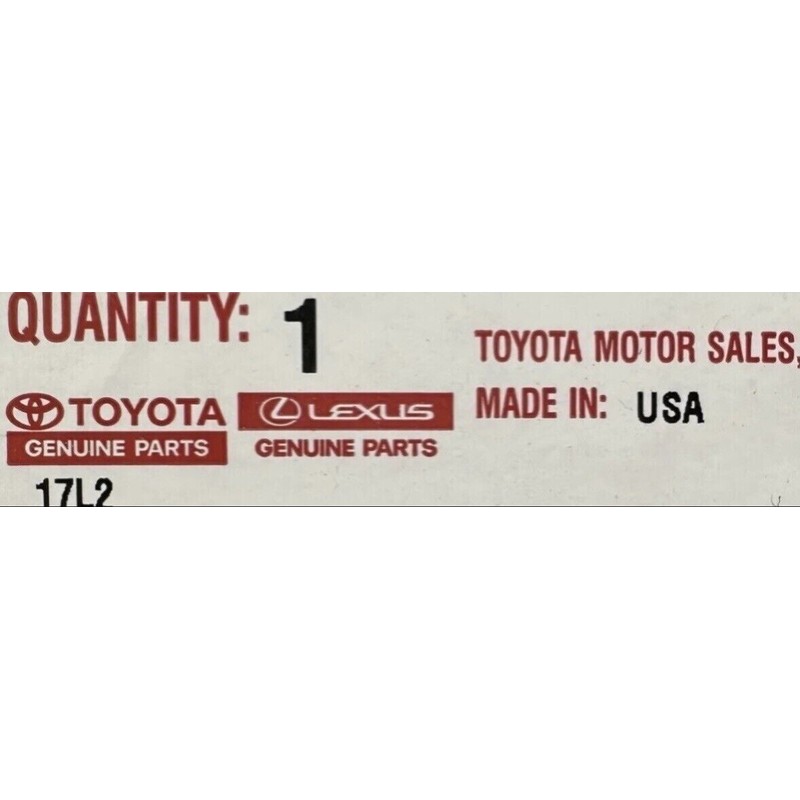 QUANTITY: 1
TOYOTA MOTOR SALES,
TOYOTA LEXUS MADE IN: USA
GENUINE PARTS GENUINE PARTS
17L2